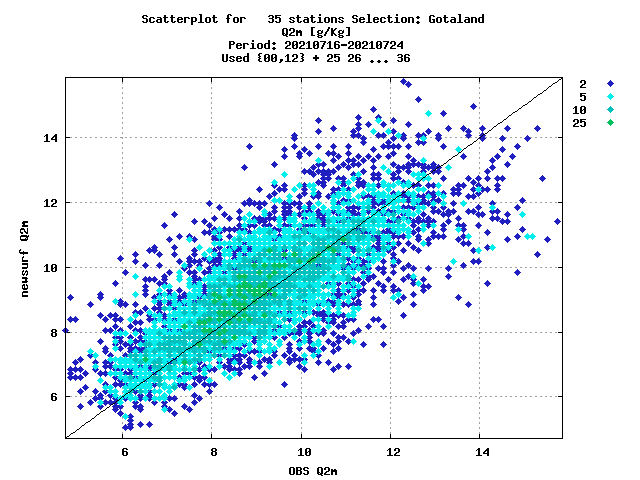 Scatterplot for   35 stations Selection: Gotaland
Q2m [g/Kg]
Period: 20210716-20210724
Used {00,12} + 25 26 ... 36
2
5
10
25
14
12
10
8
6
newsurf Q2m
6 8 10 12 14
OBS Q2m